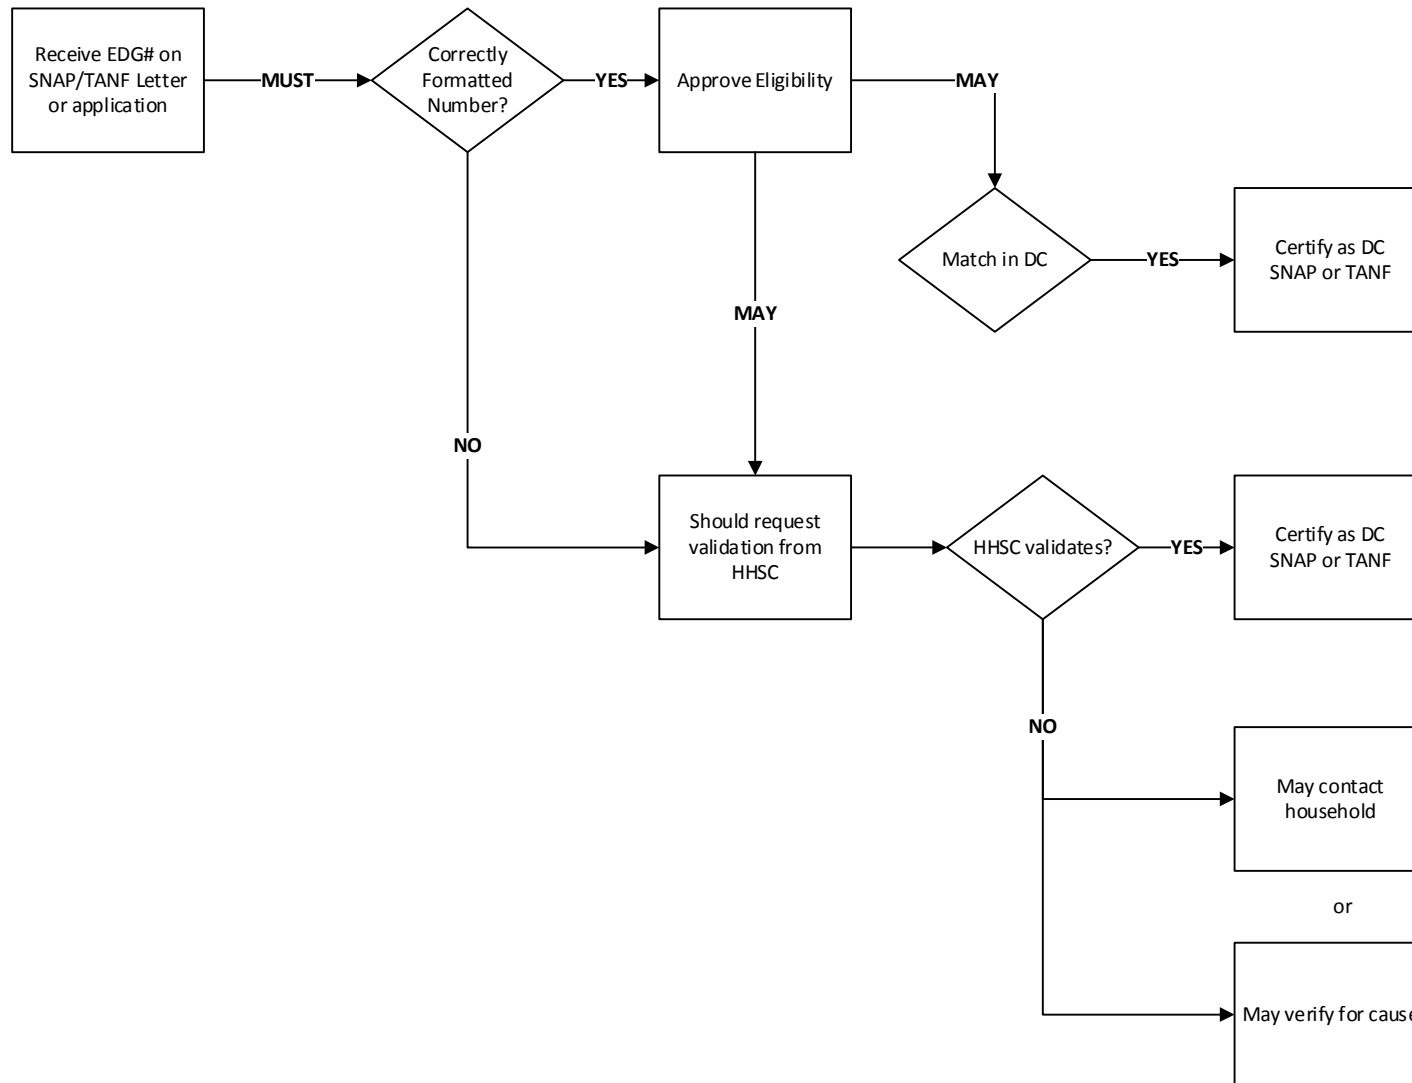 Receive EDG# on
SNAP/TANF Letter
or application
MUST
Correctly
Formatted
Number?
YES
Approve Eligibility
MAY
Match in DC
YES
Certify as DC
SNAP or TANF
MAY
NO
Should request
validation from
HHSC
HHSC validates?
YES
Certify as DC
SNAP or TANF
NO
May contact
household
or
May verify for cause